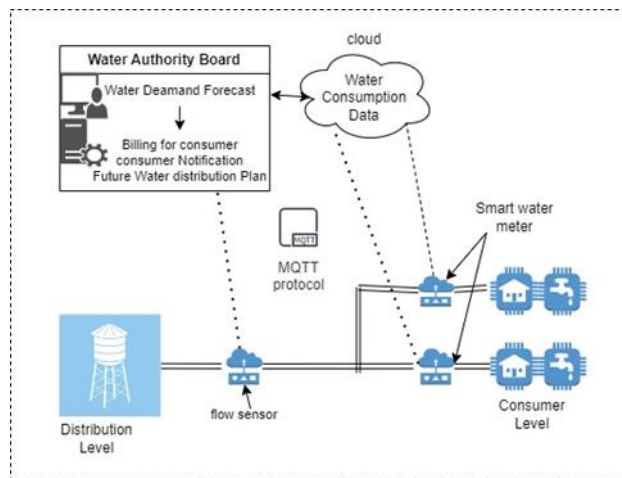 cloud
Water Authority Board
Water Deamand Forecast
Billing for consumer
consumer Notification
Future Water distribution Plan
Water
Consumption
Data
Smart water
meter
MQTT
MQTT
protocol
flow sensor
Distribution
Level
Consumer
Level